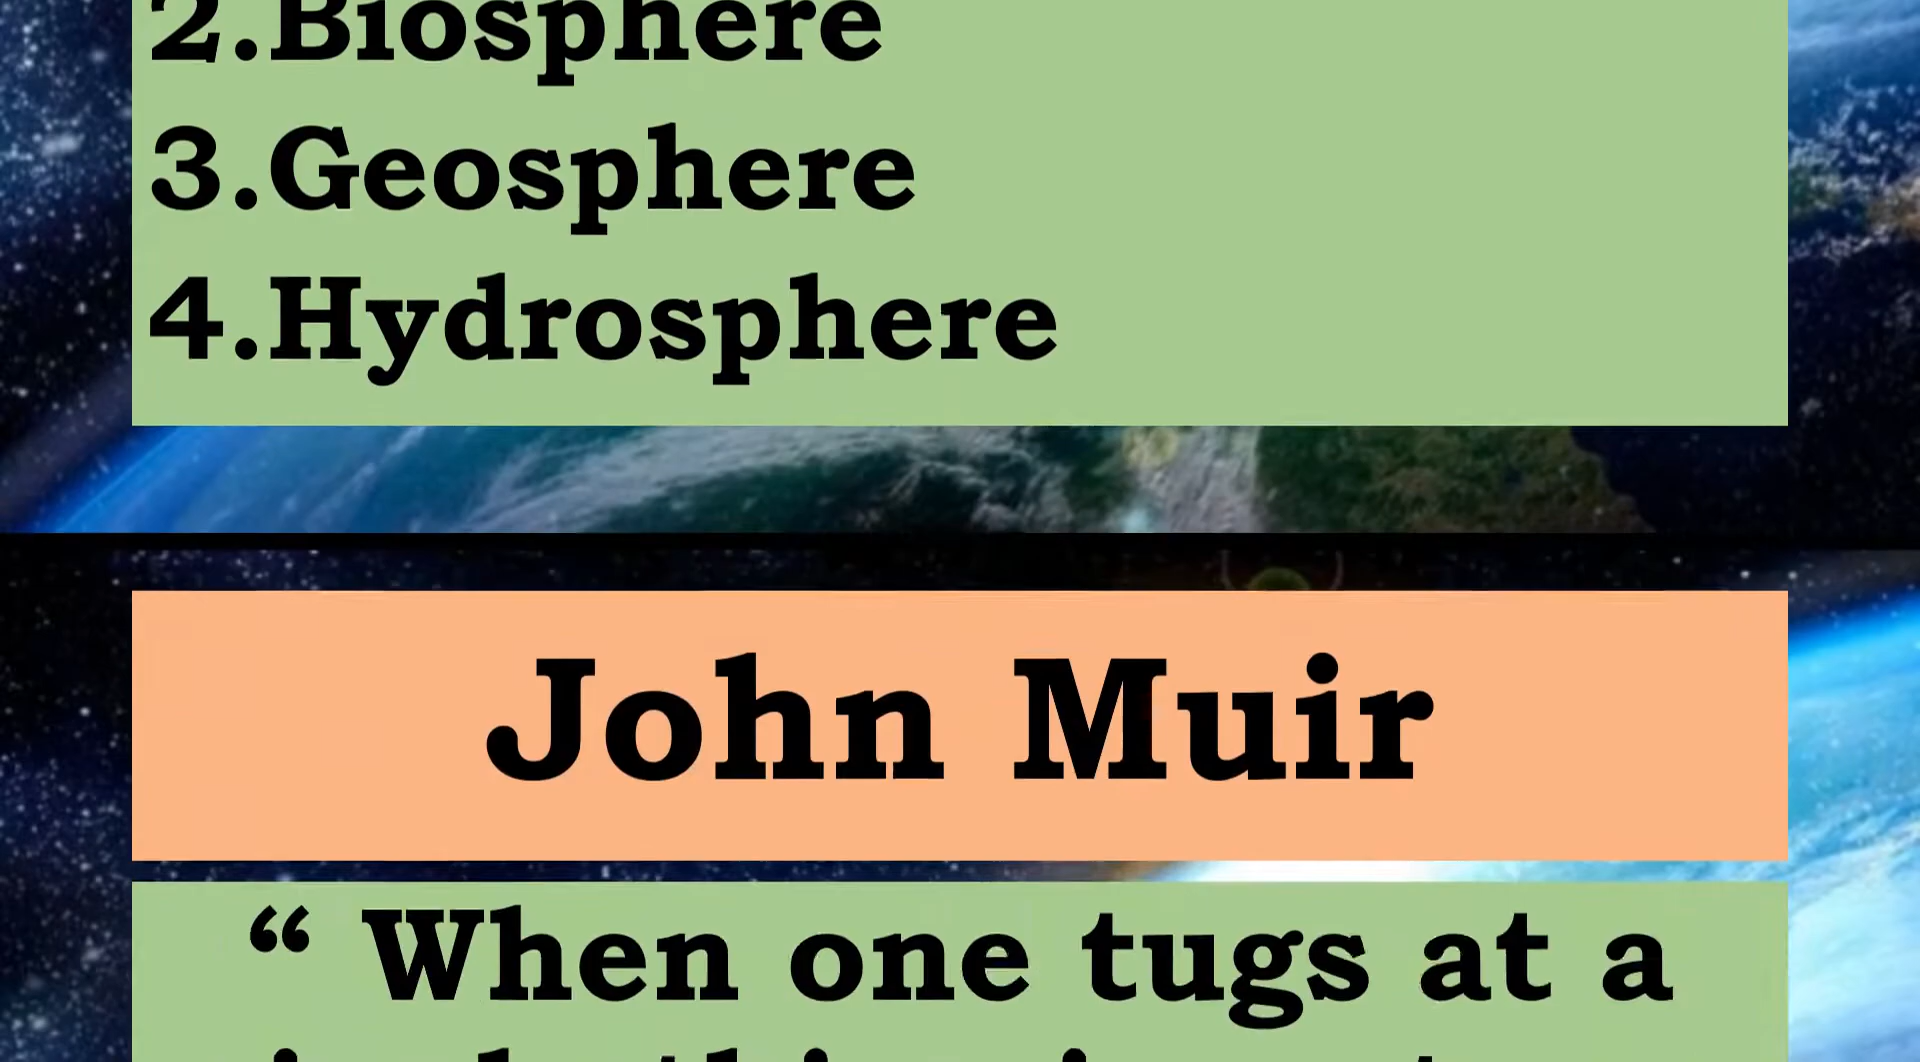 2.Biosphere
3.Geosphere
4.Hydrosphere
John Muir
“ When one tugs at a